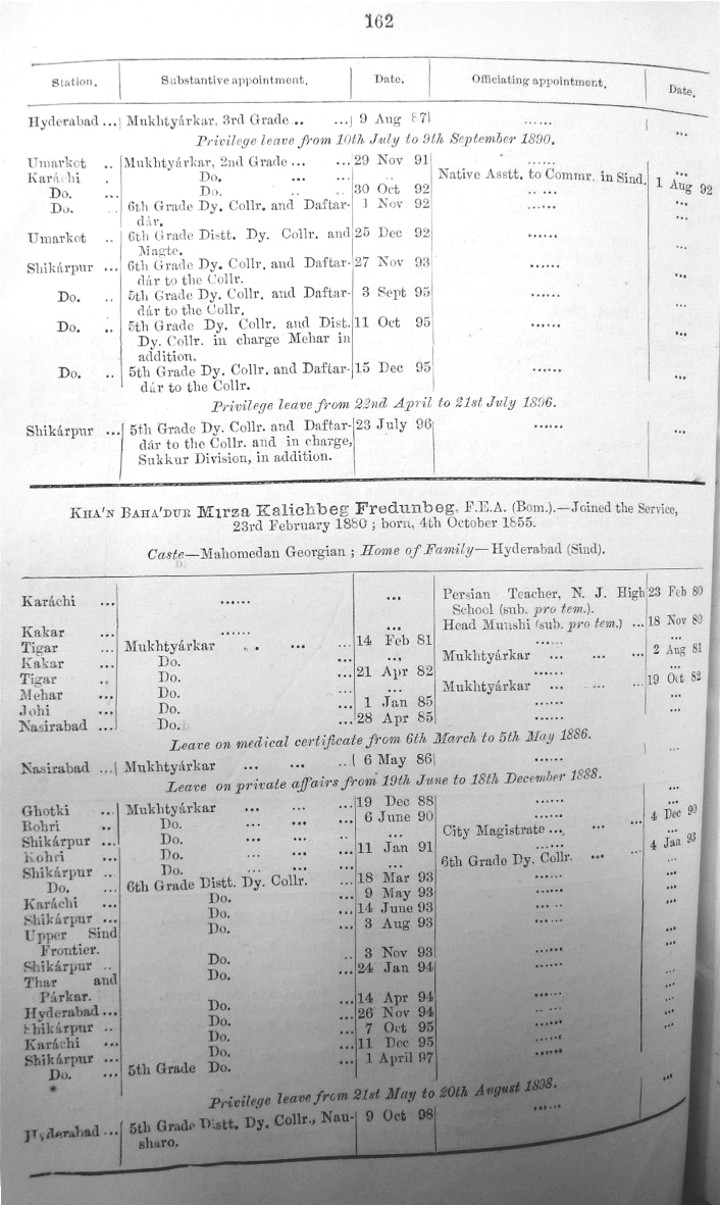 162
Station. Substantive appointment. Date. Officiating appointment. Date.
Hyderabad ... Mukhtyárkar, 3rd Grade .. ... 9 Aug 87 ...... ...
Privilege leave from 10th July to 9th September 1890.
Umarkot .. Mukhtyárkar, 2nd Grade ... ... 29 Nov 91 ...... ...
Karáchi . Do. ... ... .. Native Asstt. to Commr. in Sind. 1 Aug 92
Do. ... Do. .. .. 30 Oct 92 .. ... ...
Do. .. 6th Grade Dy. Collr. and Daftar- 1 Nov 92 ...... ...
dár.
Umarkot .. 6th Grade Distt. Dy. Collr. and 25 Dec 92 ...... ...
Magte.
Shikárpur ... 6th Grade Dy. Collr. and Daftar- 27 Nov 93 ...... ...
dár to the Collr.
Do. .. 5th Grade Dy. Collr. and Daftar- 3 Sept 95 ...... ...
dár to the Collr.
Do. .. 5th Grade Dy. Collr. and Dist. 11 Oct 95 ...... ...
Dy. Collr. in charge Mehar in
addition.
Do. .. 5th Grade Dy. Collr. and Daftar- 15 Dec 95 ...... ...
dár to the Collr.
Privilege leave from 22nd April to 21st July 1896.
Shikárpur ... 5th Grade Dy. Collr. and Daftar- 23 July 96 ...... ...
dár to the Collr. and in charge,
Sukkur Division, in addition.
KHA'N BAHA'DUR Mirza Kalichbeg Fredunbeg, F.E.A. (Bom.).—Joined the Service,
23rd February 1880 ; born, 4th October 1855.
Caste—Mahomedan Georgian ; Home of Family—Hyderabad (Sind).
Karáchi ... ...... ... Persian Teacher, N. J. High 23 Feb 80
School (sub. pro tem.).
Kakar ... ...... ... Head Munshi (sub. pro tem.) ... 18 Nov 80
Tigar ... Mukhtyárkar .. ... ... 14 Feb 81 ...... ...
Kakar ... Do. ... ... Mukhtyárkar ... ... ... 2 Aug 81
Tigar .. Do. ... 21 Apr 82 ...... ...
Mehar ... Do. ... ... Mukhtyárkar ... ... ... 19 Oct 82
Johi ... Do. ... 1 Jan 85 ...... ...
Nasirabad ... Do. ... 28 Apr 85 ...... ...
Leave on medical certificate from 6th March to 5th May 1886.
Nasirabad ... Mukhtyárkar ... ... ... 6 May 86 ...... ...
Leave on private affairs from 19th June to 18th December 1888.
Ghotki ... Mukhtyárkar ... ... ... 19 Dec 88 ...... ...
Rohri .. Do. ... ... ... 6 June 90 ...... ...
Shikárpur ... Do. ... ... ... ... City Magistrate ... ... ... 4 Dec 90
Rohri ... Do. ... ... ... 11 Jan 91 ...... ...
Shikárpur .. Do. ... ... ... ... 6th Grade Dy. Collr. ... ... 4 Jan 93
Do. ... 6th Grade Distt. Dy. Collr. ... 18 Mar 93 ...... ...
Karáchi ... Do. ... 9 May 93 ...... ...
Shikárpur ... Do. ... 14 June 93 ...... ...
Upper Sind Do. ... 3 Aug 93 ...... ...
Frontier.
Shikárpur .. Do. ... 3 Nov 93 ...... ...
Thar and Do. ... 24 Jan 94 ...... ...
Párkar.
Hyderabad ... Do. ... 14 Apr 94 ...... ...
Shikárpur .. Do. ... 26 Nov 94 ...... ...
Karáchi ... Do. ... 7 Oct 95 ...... ...
Shikárpur ... Do. ... 11 Dec 95 ...... ...
Do. ... 5th Grade Do. ... 1 April 97 ...... ...
Privilege leave from 21st May to 20th August 1898.
Hyderabad ... 5th Grade Distt. Dy. Collr., Nau- 9 Oct 98 ...... ...
sharo.